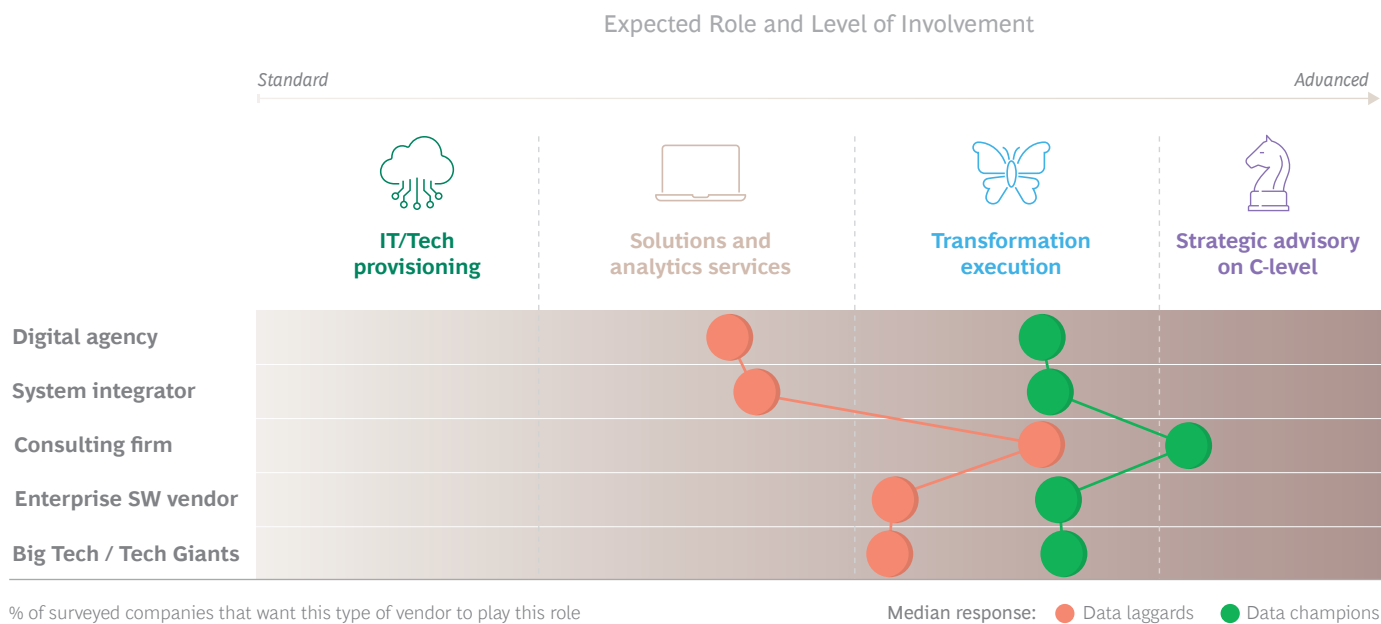 Expected Role and Level of Involvement
Standard
Advanced
IT/Tech
provisioning
Solutions and
analytics services
Transformation
execution
Strategic advisory
on C-level
Digital agency
System integrator
Consulting firm
Enterprise SW vendor
Big Tech / Tech Giants
% of surveyed companies that want this type of vendor to play this role
Median response: Data laggards Data champions